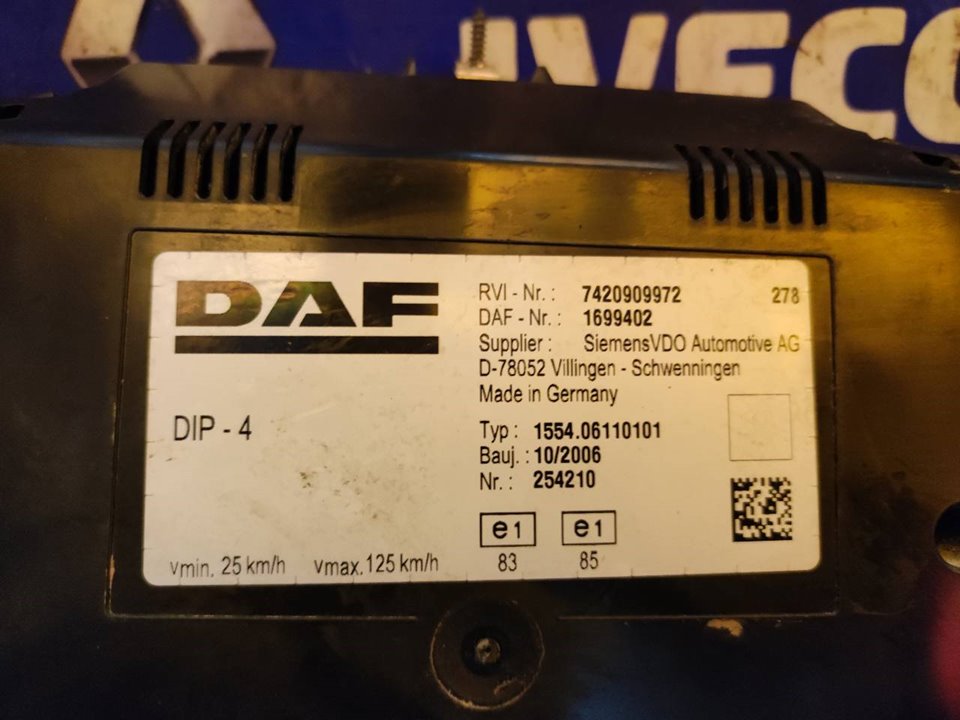 IVECO
DAF
RVI - Nr. : 7420909972 278
DAF - Nr. : 1699402
Supplier : SiemensVDO Automotive AG
D-78052 Villingen - Schwenningen
Made in Germany
DIP - 4
Typ : 1554.06110101
Bauj. : 10/2006
Nr. : 254210
e1 e1
83 85
vmin. 25 km/h vmax. 125 km/h